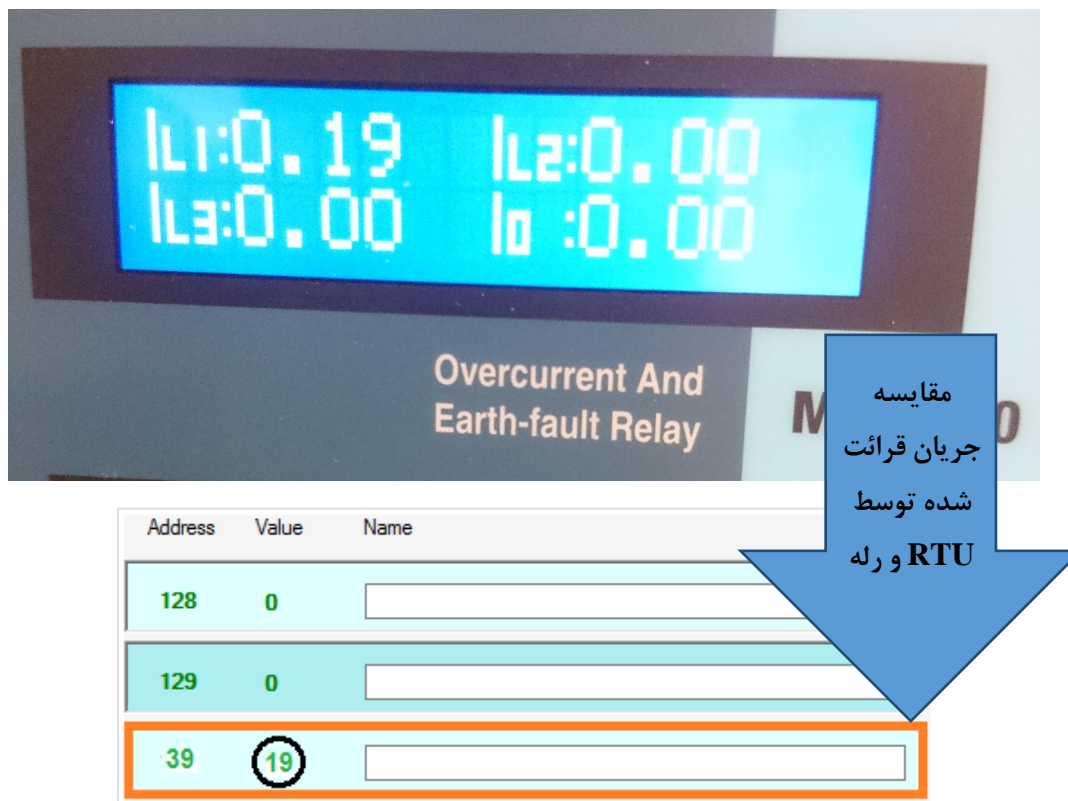 IL1:0.19 IL2:0.00
IL3:0.00 I0 :0.00
Overcurrent And
Earth-fault Relay
مقایسه
جریان قرائت
شده توسط
RTU و رله
Address Value Name
128 0
129 0
39 19